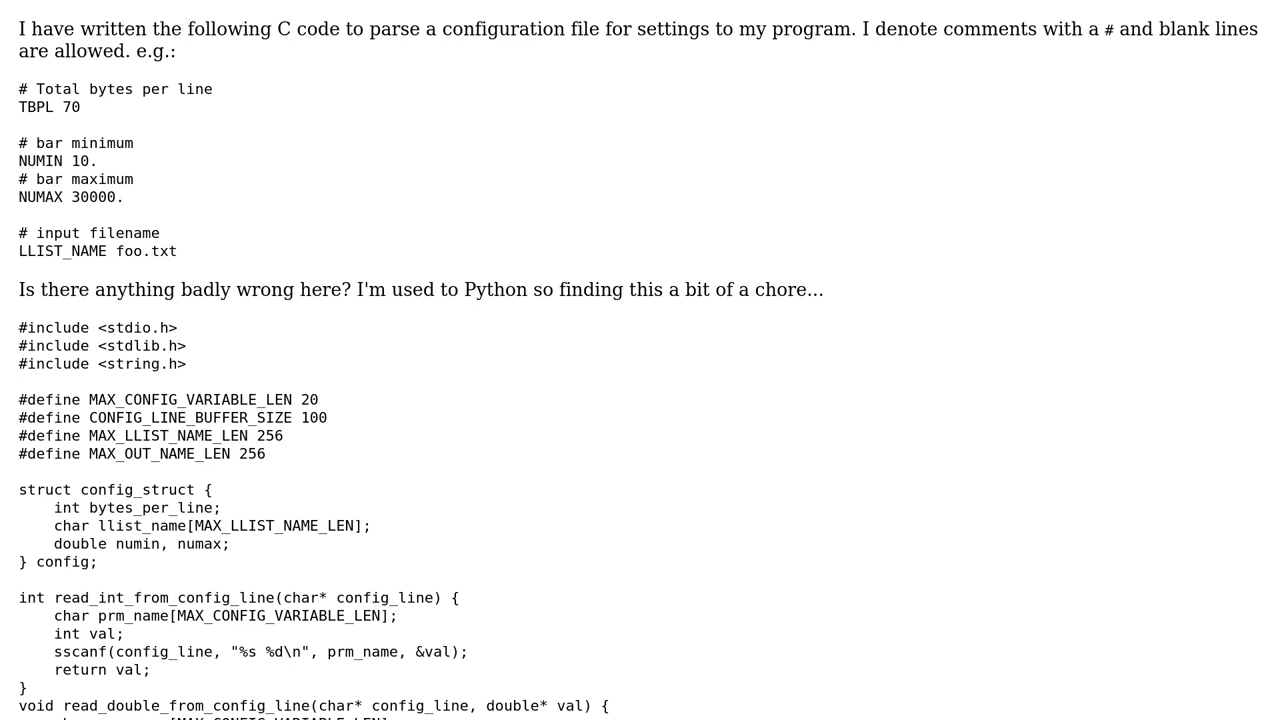 I have written the following C code to parse a configuration file for settings to my program. I denote comments with a # and blank lines
are allowed. e.g.:
# Total bytes per line
TBPL 70
# bar minimum
NUMIN 10.
# bar maximum
NUMAX 30000.
# input filename
LLIST_NAME foo.txt
Is there anything badly wrong here? I'm used to Python so finding this a bit of a chore...
#include <stdio.h>
#include <stdlib.h>
#include <string.h>
#define MAX_CONFIG_VARIABLE_LEN 20
#define CONFIG_LINE_BUFFER_SIZE 100
#define MAX_LLIST_NAME_LEN 256
#define MAX_OUT_NAME_LEN 256
struct config_struct {
    int bytes_per_line;
    char llist_name[MAX_LLIST_NAME_LEN];
    double numin, numax;
} config;
int read_int_from_config_line(char* config_line) {
    char prm_name[MAX_CONFIG_VARIABLE_LEN];
    int val;
    sscanf(config_line, "%s %d\n", prm_name, &val);
    return val;
}
void read_double_from_config_line(char* config_line, double* val) {